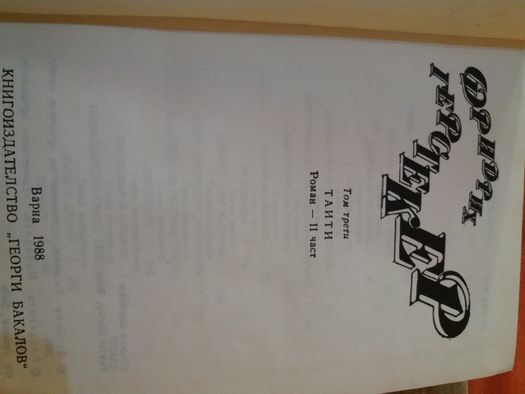 ФРИДРИХ
ГЕРСТЕКЕР
Том трети
ТАИТИ
Роман — II част
Варна 1988
КНИГОИЗДАТЕЛСТВО „ГЕОРГИ БАКАЛОВ“